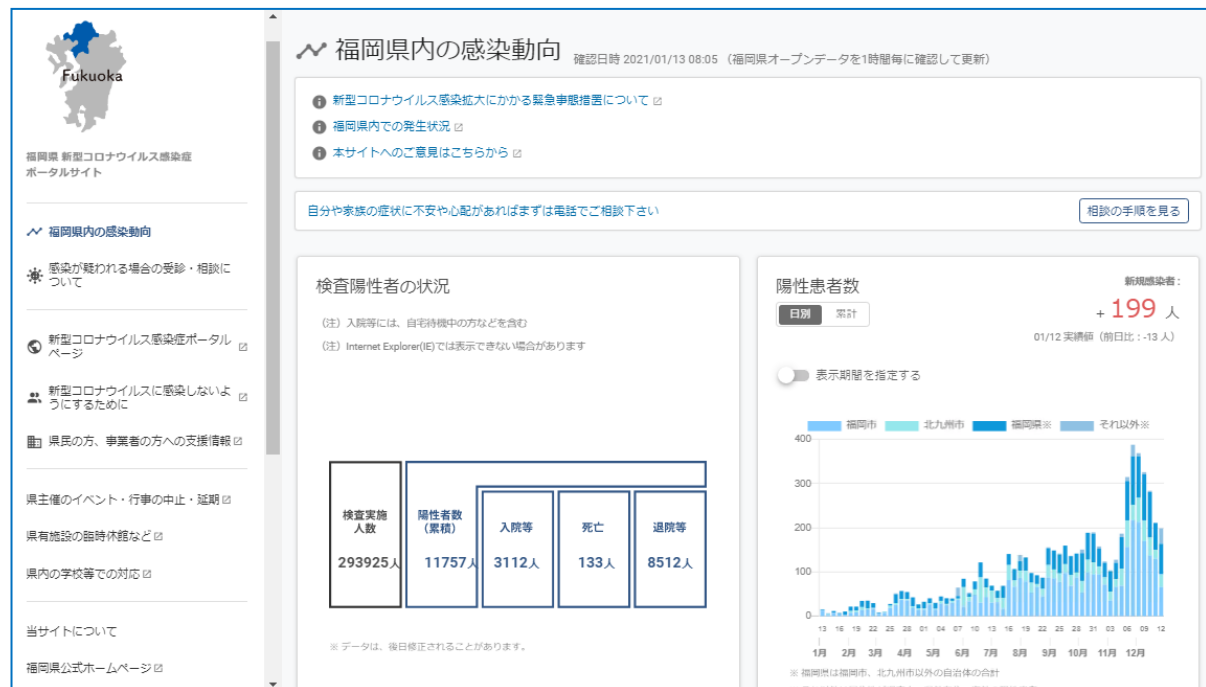 Fukuoka
福岡県 新型コロナウイルス感染症
ポータルサイト
福岡県内の感染動向
感染が疑われる場合の受診・相談に
ついて
新型コロナウイルス感染症ポータル
ページ
新型コロナウイルスに感染しないよ
うにするために
県民の方、事業者の方への支援情報
県主催のイベント・行事の中止・延期
県有施設の臨時休館など
県内の学校等での対応
当サイトについて
福岡県公式ホームページ
福岡県内の感染動向 確認日時 2021/01/13 08:05 （福岡県オープンデータを1時間毎に確認して更新）
新型コロナウイルス感染拡大にかかる緊急事態措置について
福岡県内での発生状況
本サイトへのご意見はこちらから
自分や家族の症状に不安や心配があればまずは電話でご相談下さい
相談の手順を見る
検査陽性者の状況
（注）入院等には、自宅待機中の方などを含む
（注）Internet Explorer(IE)では表示できない場合があります
検査実施
人数
293925人
陽性者数
（累積）
11757人
入院等
3112人
死亡
133人
退院等
8512人
※ データは、後日修正されることがあります。
陽性患者数
日別 累計
新規感染者：
+ 199 人
01/12 実績値（前日比：-13 人）
表示期間を指定する
福岡市 北九州市 福岡県※ それ以外※
400
300
200
100
0
13 16 19 22 25 28 01 04 07 10 13 16 19 22 25 28 31 03 06 09 12
1月 2月 3月 4月 5月 6月 7月 8月 9月 10月 11月 12月
※ 福岡県は福岡市、北九州市以外の自治体の合計